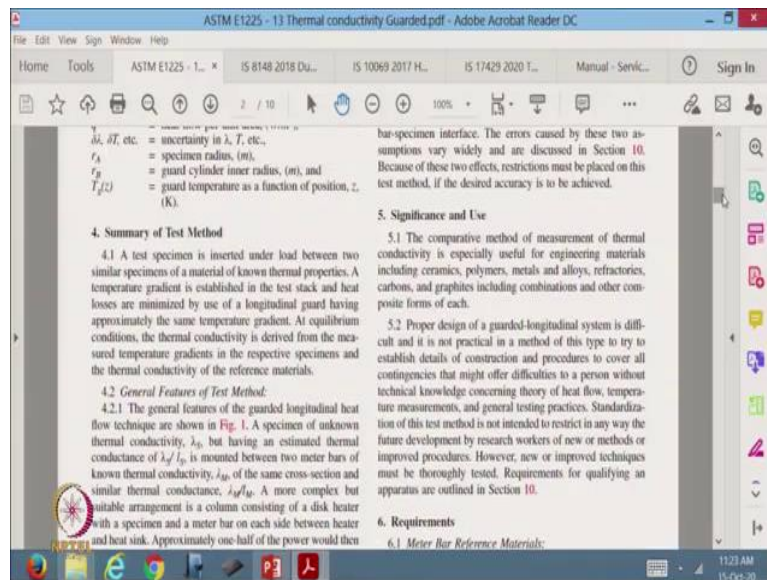 ASTM E1225 - 13 Thermal conductivity Guarded.pdf - Adobe Acrobat Reader DC
File Edit View Sign Window Help
Home Tools ASTM E1225 - 1... × IS 8148 2018 Du... IS 10069 2017 H... IS 17429 2020 T... Manual - Servic... Sign In
2 / 10 100%
δλ, δT, etc. = uncertainty in λ, T, etc.,
r_A = specimen radius, (m),
r_B = guard cylinder inner radius, (m), and
T_g(z) = guard temperature as a function of position, z,
(K).
4. Summary of Test Method
4.1 A test specimen is inserted under load between two
similar specimens of a material of known thermal properties. A
temperature gradient is established in the test stack and heat
losses are minimized by use of a longitudinal guard having
approximately the same temperature gradient. At equilibrium
conditions, the thermal conductivity is derived from the mea-
sured temperature gradients in the respective specimens and
the thermal conductivity of the reference materials.
4.2 General Features of Test Method:
4.2.1 The general features of the guarded longitudinal heat
flow technique are shown in Fig. 1. A specimen of unknown
thermal conductivity, λ_S, but having an estimated thermal
conductance of λ_S/l_S, is mounted between two meter bars of
known thermal conductivity, λ_M, of the same cross-section and
similar thermal conductance, λ_M/l_M. A more complex but
suitable arrangement is a column consisting of a disk heater
with a specimen and a meter bar on each side between heater
and heat sink. Approximately one-half of the power would then
bar-specimen interface. The errors caused by these two as-
sumptions vary widely and are discussed in Section 10.
Because of these two effects, restrictions must be placed on this
test method, if the desired accuracy is to be achieved.
5. Significance and Use
5.1 The comparative method of measurement of thermal
conductivity is especially useful for engineering materials
including ceramics, polymers, metals and alloys, refractories,
carbons, and graphites including combinations and other com-
posite forms of each.
5.2 Proper design of a guarded-longitudinal system is diffi-
cult and it is not practical in a method of this type to try to
establish details of construction and procedures to cover all
contingencies that might offer difficulties to a person without
technical knowledge concerning theory of heat flow, tempera-
ture measurements, and general testing practices. Standardiza-
tion of this test method is not intended to restrict in any way the
future development by research workers of new or methods or
improved procedures. However, new or improved techniques
must be thoroughly tested. Requirements for qualifying an
apparatus are outlined in Section 10.
6. Requirements
6.1 Meter Bar Reference Materials:
NPTEL
11:23 AM
15-Oct-20